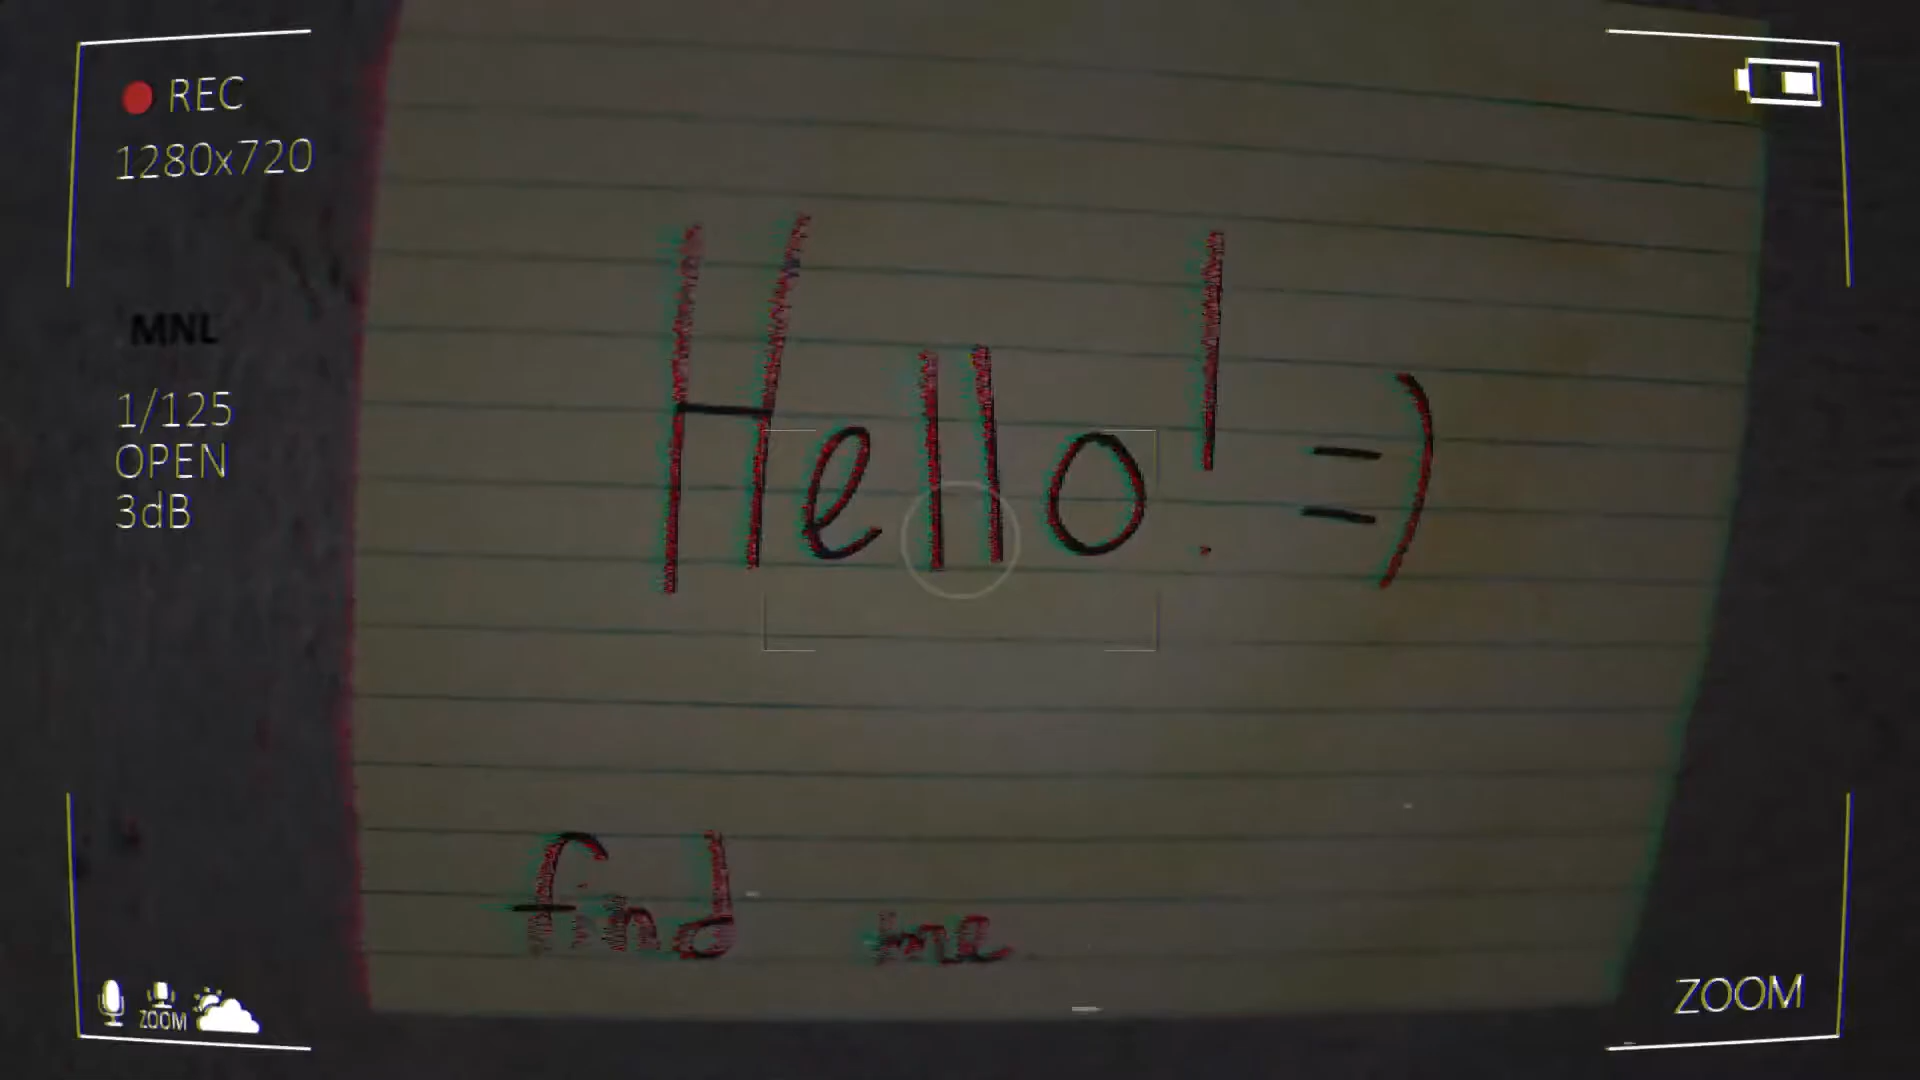 REC
1280x720
MNL
1/125
OPEN
3dB
Hello! =)
find me
ZOOM
ZOOM